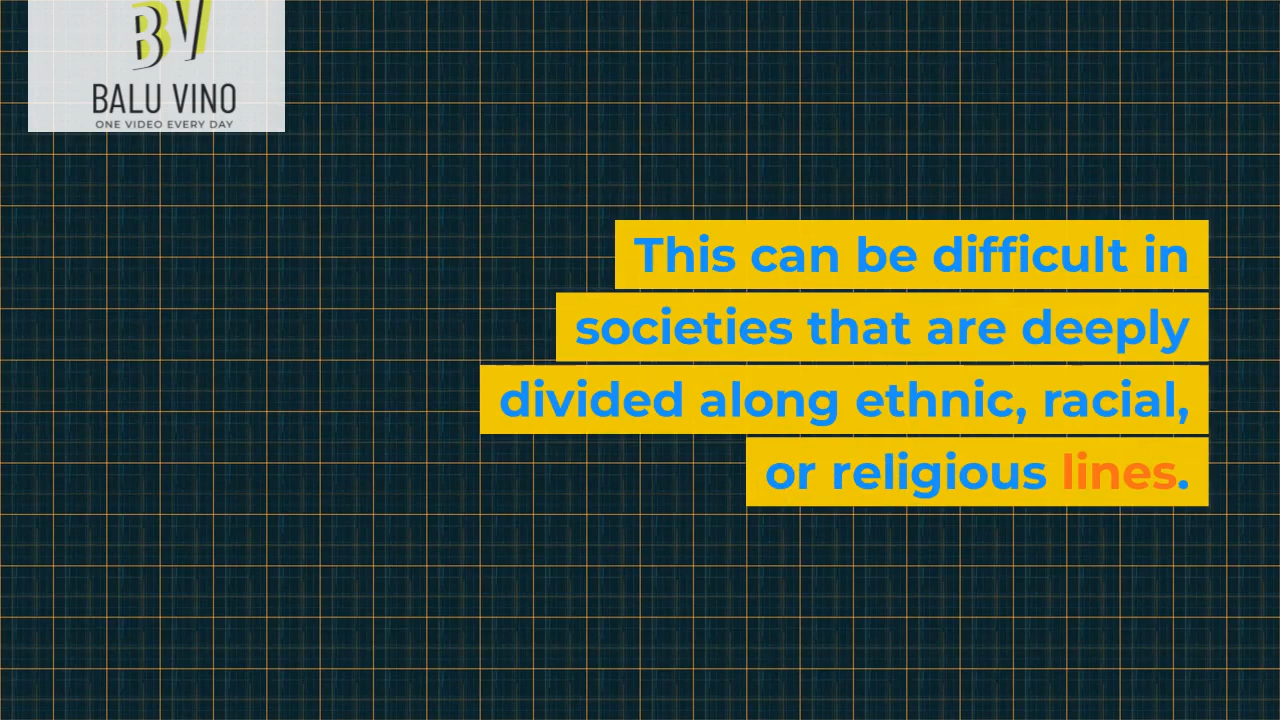 BV
BALU VINO
ONE VIDEO EVERY DAY
This can be difficult in
societies that are deeply
divided along ethnic, racial,
or religious lines.